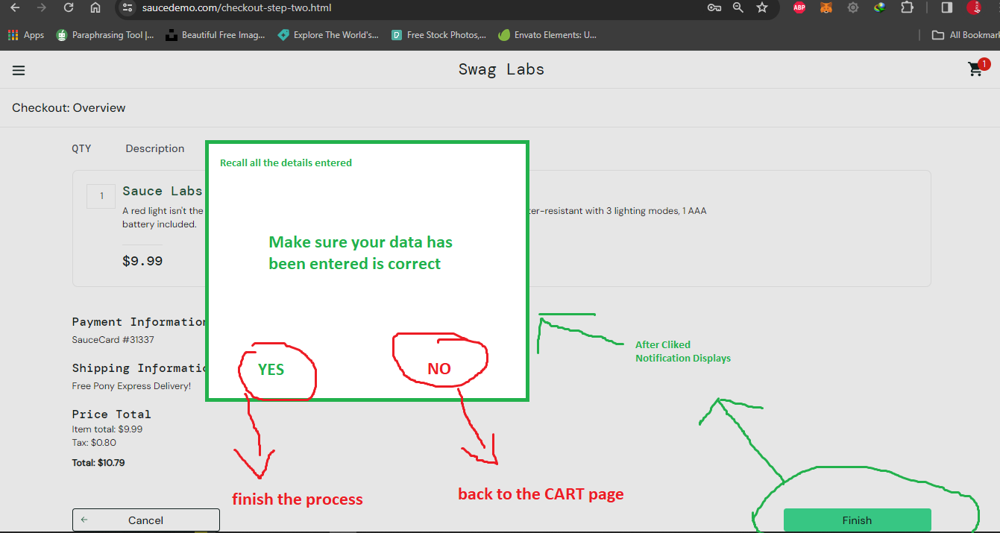 saucedemo.com/checkout-step-two.html
ABP
Apps Paraphrasing Tool |... Beautiful Free Imag... Explore The World's... Free Stock Photos,... Envato Elements: U... All Bookmar
Swag Labs
1
Checkout: Overview
QTY Description
Recall all the details entered
1
Sauce Labs
A red light isn't the ter-resistant with 3 lighting modes, 1 AAA
battery included.
$9.99
Make sure your data has
been entered is correct
YES NO
After Cliked
Notification Displays
Payment Information
SauceCard #31337
Shipping Informatio
Free Pony Express Delivery!
Price Total
Item total: $9.99
Tax: $0.80
Total: $10.79
finish the process
back to the CART page
Cancel
Finish